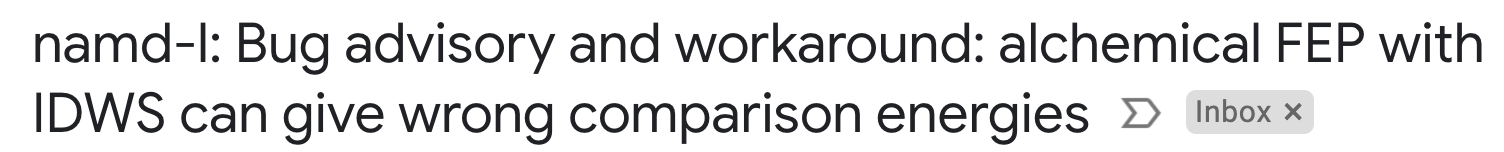 namd-l: Bug advisory and workaround: alchemical FEP with
IDWS can give wrong comparison energies Inbox ×